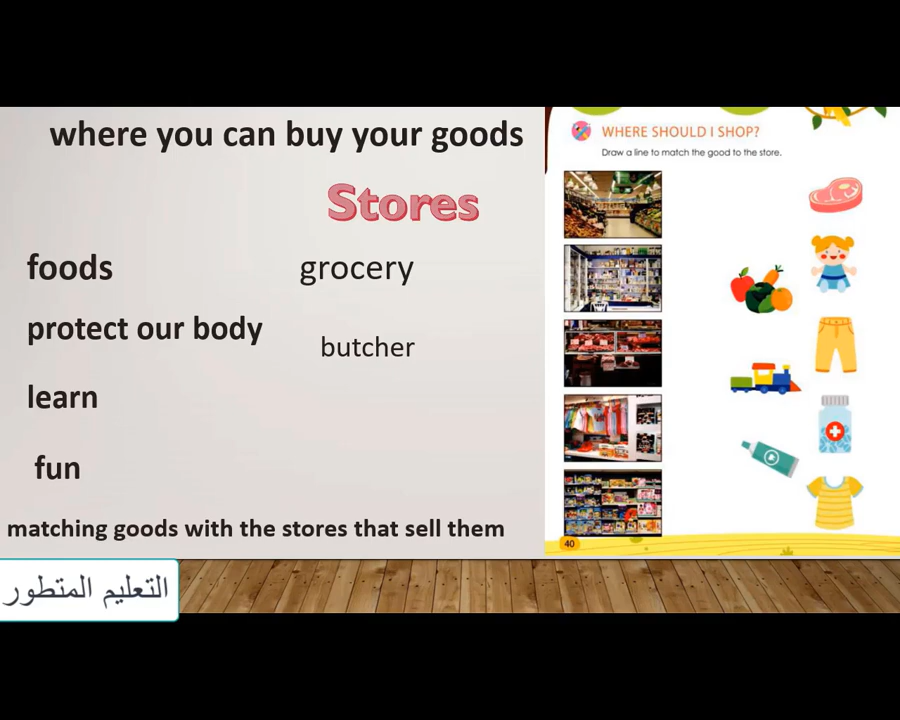 where you can buy your goods
Stores
foods
grocery
protect our body
butcher
learn
fun
matching goods with the stores that sell them
WHERE SHOULD I SHOP?
Draw a line to match the good to the store.
40
التعليم المتطور